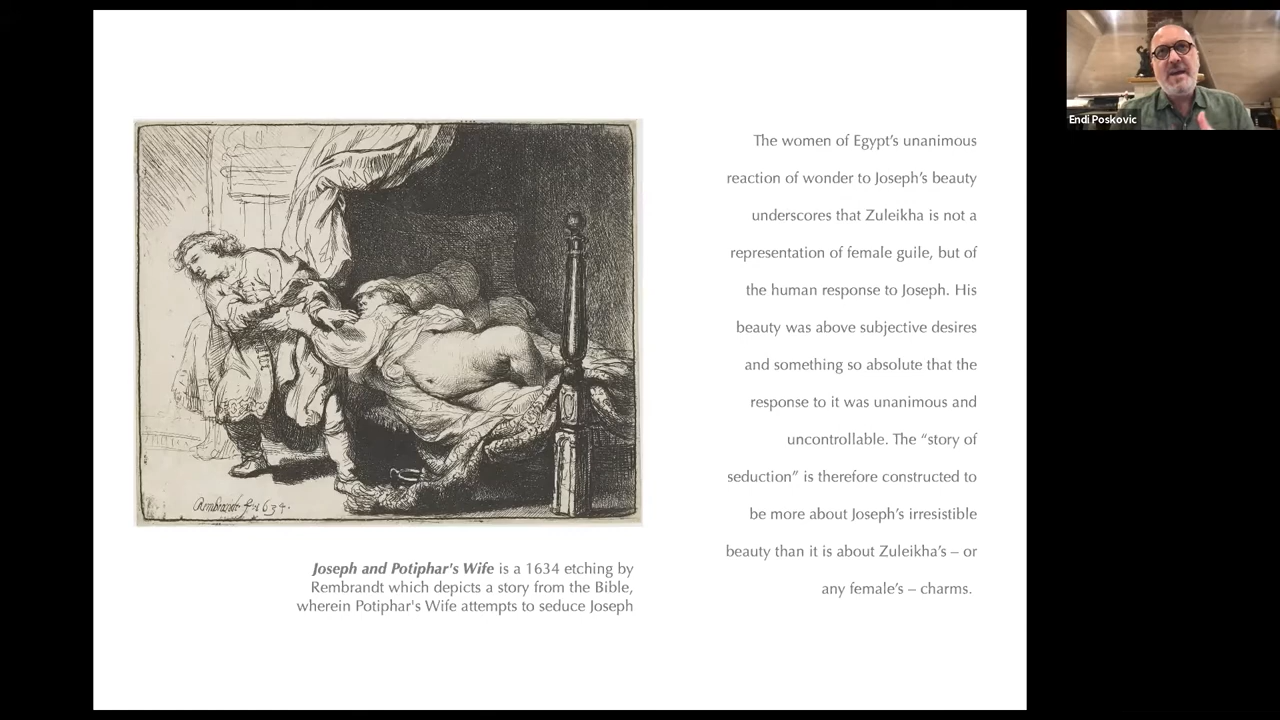 Endi Poskovic
The women of Egypt’s unanimous
reaction of wonder to Joseph’s beauty
underscores that Zuleikha is not a
representation of female guile, but of
the human response to Joseph. His
beauty was above subjective desires
and something so absolute that the
response to it was unanimous and
uncontrollable. The “story of
seduction” is therefore constructed to
be more about Joseph’s irresistible
beauty than it is about Zuleikha’s – or
any female’s – charms.
Rembrandt f. 1634.
Joseph and Potiphar's Wife is a 1634 etching by
Rembrandt which depicts a story from the Bible,
wherein Potiphar's Wife attempts to seduce Joseph